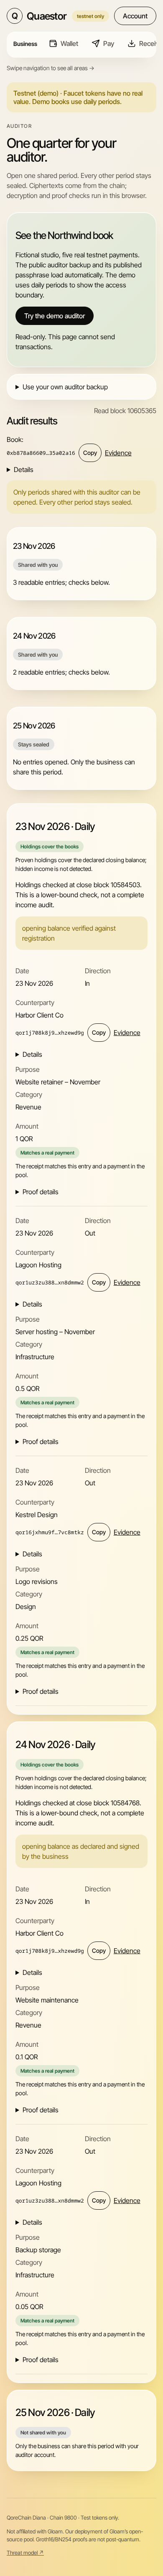 Q Quaestor testnet only Account
Business Wallet Pay Receiv
Swipe navigation to see all areas →
Testnet (demo) · Faucet tokens have no real
value. Demo books use daily periods.
AUDITOR
One quarter for your
auditor.
Open one shared period. Every other period stays
sealed. Ciphertexts come from the chain;
decryption and proof checks run in this browser.
See the Northwind book
Fictional studio, five real testnet payments.
The public auditor backup and its published
passphrase load automatically. The demo
uses daily periods to show the access
boundary.
Try the demo auditor
Read-only. This page cannot send
transactions.
▸ Use your own auditor backup
Read block 10605365
Audit results
Book:
0xb878a86609…35a02a16 Copy Evidence
▸ Details
Only periods shared with this auditor can be
opened. Every other period stays sealed.
23 Nov 2026
Shared with you
3 readable entries; checks below.
24 Nov 2026
Shared with you
2 readable entries; checks below.
25 Nov 2026
Stays sealed
No entries opened. Only the business can
share this period.
23 Nov 2026 · Daily
Holdings cover the books
Proven holdings cover the declared closing balance;
hidden income is not detected.
Holdings checked at close block 10584503.
This is a lower-bound check, not a complete
income audit.
opening balance verified against
registration
Date Direction
23 Nov 2026 In
Counterparty
Harbor Client Co
qor1j708k8j9…xhzewd9g Copy Evidence
▸ Details
Purpose
Website retainer – November
Category
Revenue
Amount
1 QOR
Matches a real payment
The receipt matches this entry and a payment in the
pool.
▸ Proof details
Date Direction
23 Nov 2026 Out
Counterparty
Lagoon Hosting
qor1uz3zu388…xn8dmmw2 Copy Evidence
▸ Details
Purpose
Server hosting – November
Category
Infrastructure
Amount
0.5 QOR
Matches a real payment
The receipt matches this entry and a payment in the
pool.
▸ Proof details
Date Direction
23 Nov 2026 Out
Counterparty
Kestrel Design
qor16jxhmu9f…7vc8mtkz Copy Evidence
▸ Details
Purpose
Logo revisions
Category
Design
Amount
0.25 QOR
Matches a real payment
The receipt matches this entry and a payment in the
pool.
▸ Proof details
24 Nov 2026 · Daily
Holdings cover the books
Proven holdings cover the declared closing balance;
hidden income is not detected.
Holdings checked at close block 10584768.
This is a lower-bound check, not a complete
income audit.
opening balance as declared and signed
by the business
Date Direction
23 Nov 2026 In
Counterparty
Harbor Client Co
qor1j708k8j9…xhzewd9g Copy Evidence
▸ Details
Purpose
Website maintenance
Category
Revenue
Amount
0.1 QOR
Matches a real payment
The receipt matches this entry and a payment in the
pool.
▸ Proof details
Date Direction
23 Nov 2026 Out
Counterparty
Lagoon Hosting
qor1uz3zu388…xn8dmmw2 Copy Evidence
▸ Details
Purpose
Backup storage
Category
Infrastructure
Amount
0.05 QOR
Matches a real payment
The receipt matches this entry and a payment in the
pool.
▸ Proof details
25 Nov 2026 · Daily
Not shared with you
Only the business can share this period with your
auditor account.
QoreChain Diana · Chain 9800 · Test tokens only.
Not affiliated with Gloam. Our deployment of Gloam's open-
source pool. Groth16/BN254 proofs are not post-quantum.
Threat model ↗